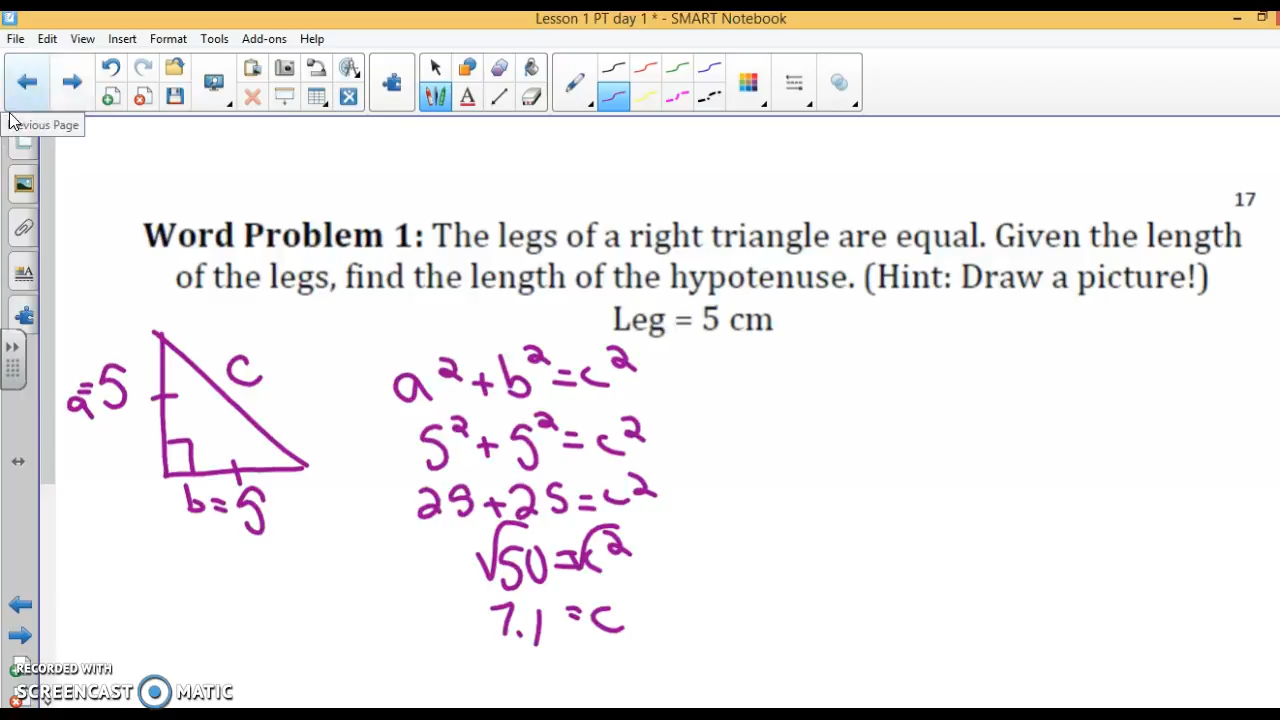 Lesson 1 PT day 1 * - SMART Notebook
File Edit View Insert Format Tools Add-ons Help
evious Page
17
Word Problem 1: The legs of a right triangle are equal. Given the length
of the legs, find the length of the hypotenuse. (Hint: Draw a picture!)
Leg = 5 cm
a=5
c
b=5
a²+b²=c²
5²+5²=c²
25+25=c²
√50=√c²
7.1=c
RECORDED WITH
SCREENCAST MATIC